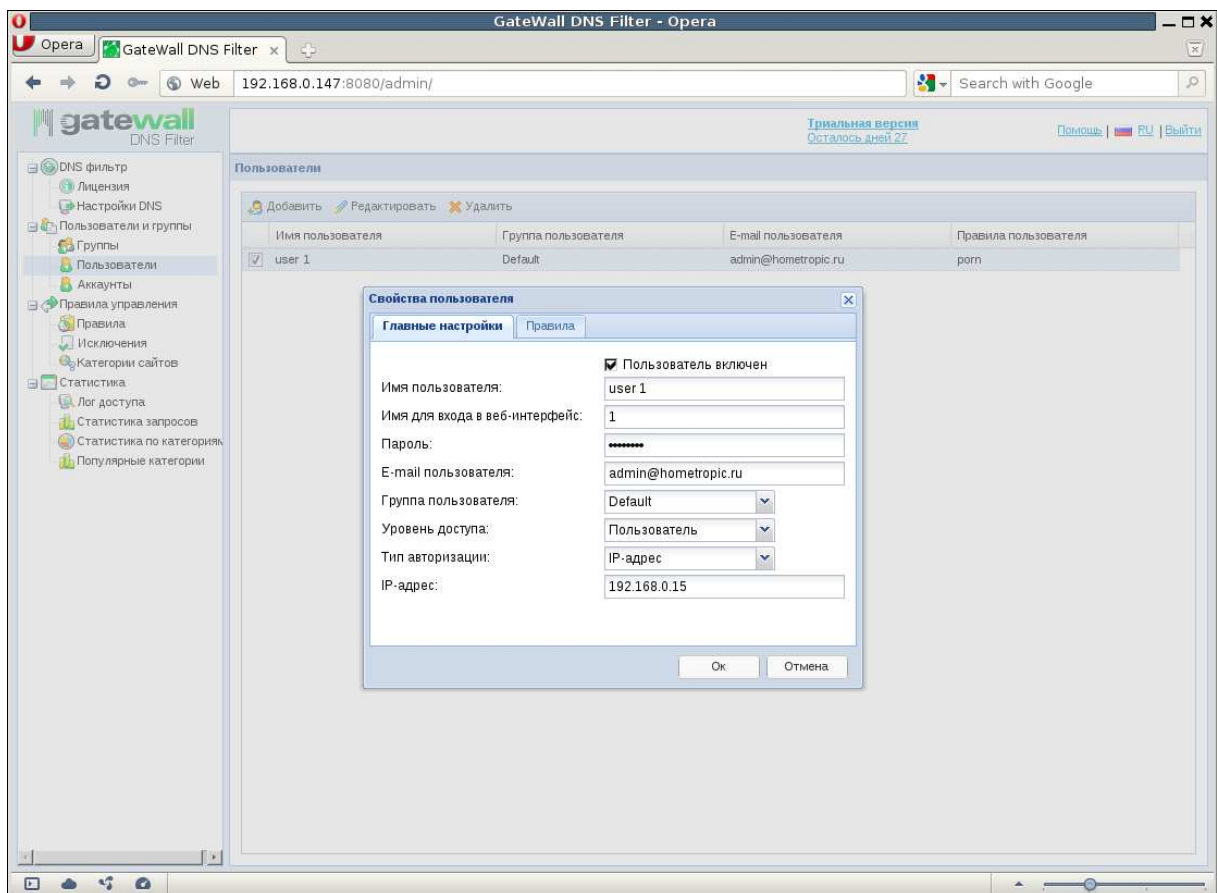 GateWall DNS Filter - Opera
Opera
GateWall DNS Filter
Web
192.168.0.147:8080/admin/
Search with Google
gatewall
DNS Filter
Триальная версия
Осталось дней 27
Помощь | RU | Выйти
DNS фильтр
Лицензия
Настройки DNS
Пользователи и группы
Группы
Пользователи
Аккаунты
Правила управления
Правила
Исключения
Категории сайтов
Статистика
Лог доступа
Статистика запросов
Статистика по категориям
Популярные категории
Пользователи
Добавить Редактировать Удалить
Имя пользователя Группа пользователя E-mail пользователя Правила пользователя
user 1 Default admin@hometropic.ru porn
Свойства пользователя
Главные настройки Правила
Пользователь включен
Имя пользователя: user 1
Имя для входа в веб-интерфейс: 1
Пароль: ••••••••
E-mail пользователя: admin@hometropic.ru
Группа пользователя: Default
Уровень доступа: Пользователь
Тип авторизации: IP-адрес
IP-адрес: 192.168.0.15
Ок Отмена